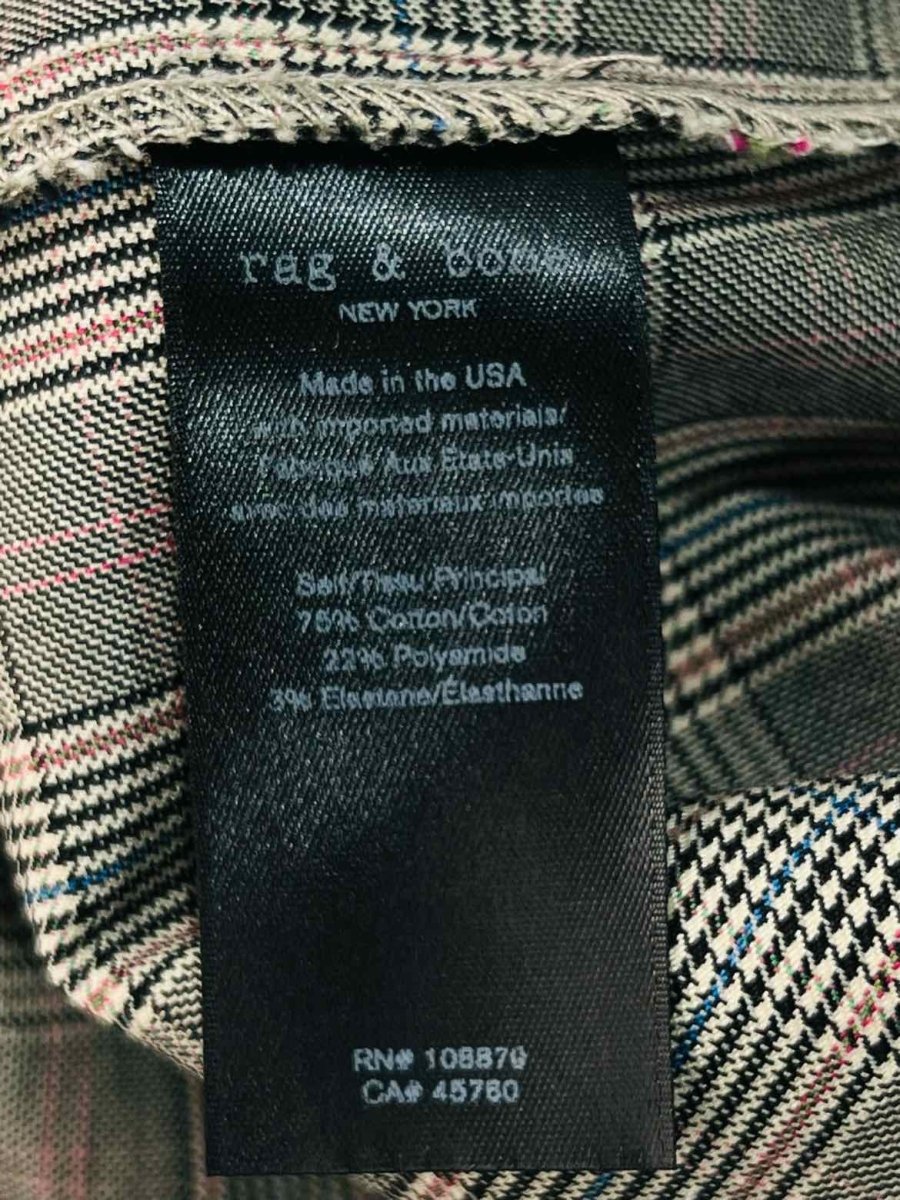 rag & bone
NEW YORK
Made in the USA
with imported materials/
Fabrique Aux Etats-Unis
avec des materiaux importes
Self/Tissu Principal
75% Cotton/Coton
22% Polyamide
3% Elastane/Élasthanne
RN# 108870
CA# 45760